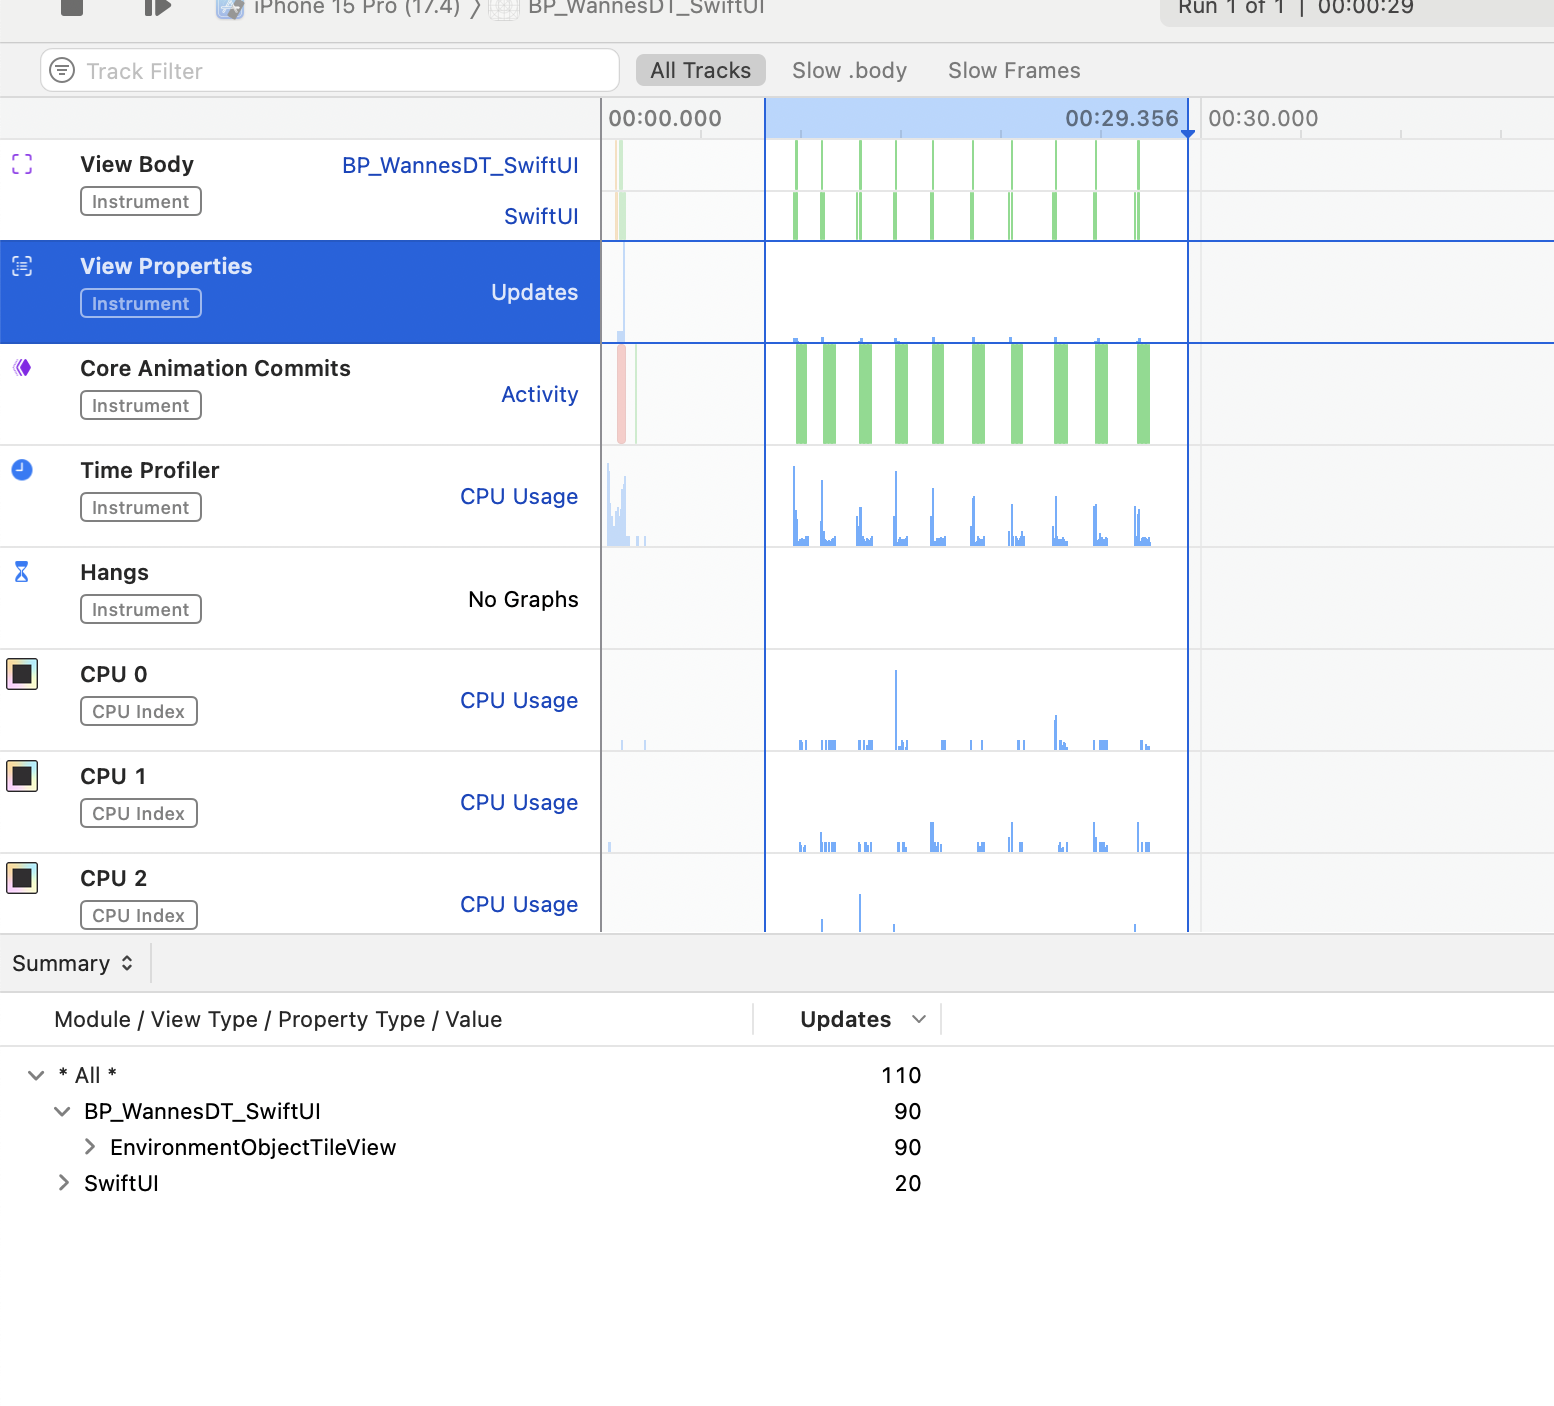 iPhone 15 Pro (17.4) 〉 BP_WannesDT_SwiftUI Run 1 of 1 | 00:00:29
Track Filter All Tracks Slow .body Slow Frames
00:00.000 00:29.356 00:30.000
View Body BP_WannesDT_SwiftUI
Instrument
SwiftUI
View Properties
Instrument Updates
Core Animation Commits
Instrument Activity
Time Profiler
Instrument CPU Usage
Hangs
Instrument No Graphs
CPU 0
CPU Index CPU Usage
CPU 1
CPU Index CPU Usage
CPU 2
CPU Index CPU Usage
Summary
Module / View Type / Property Type / Value Updates
* All * 110
BP_WannesDT_SwiftUI 90
EnvironmentObjectTileView 90
SwiftUI 20